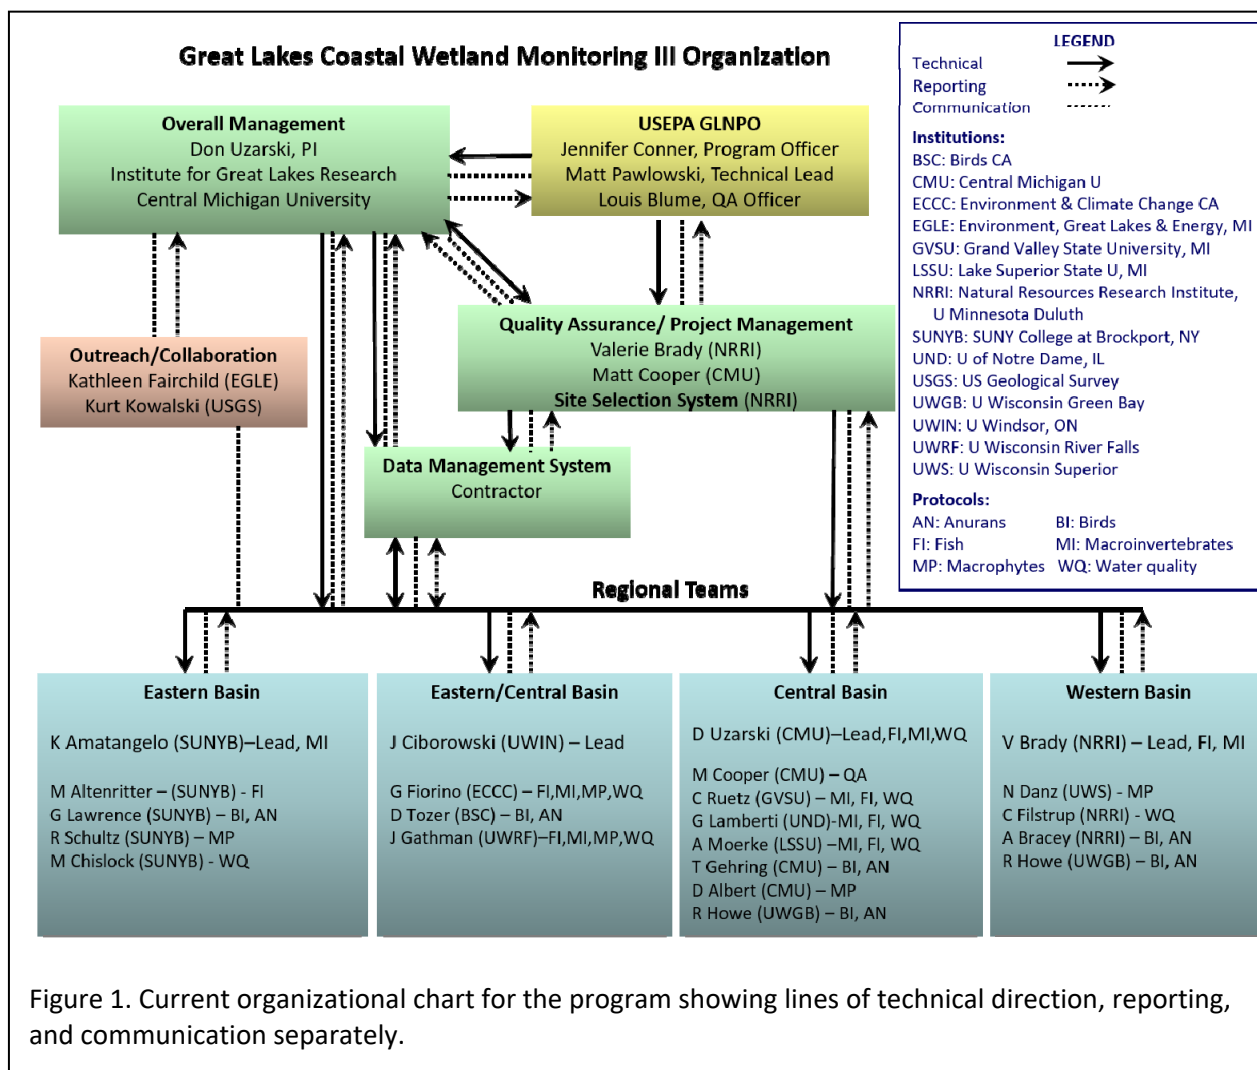 Great Lakes Coastal Wetland Monitoring III Organization
LEGEND
Technical
Reporting
Communication
Institutions:
BSC: Birds CA
CMU: Central Michigan U
ECCC: Environment & Climate Change CA
EGLE: Environment, Great Lakes & Energy, MI
GVSU: Grand Valley State University, MI
LSSU: Lake Superior State U, MI
NRRI: Natural Resources Research Institute,
U Minnesota Duluth
SUNYB: SUNY College at Brockport, NY
UND: U of Notre Dame, IL
USGS: US Geological Survey
UWGB: U Wisconsin Green Bay
UWIN: U Windsor, ON
UWRF: U Wisconsin River Falls
UWS: U Wisconsin Superior
Protocols:
AN: Anurans BI: Birds
FI: Fish MI: Macroinvertebrates
MP: Macrophytes WQ: Water quality
Overall Management
Don Uzarski, PI
Institute for Great Lakes Research
Central Michigan University
USEPA GLNPO
Jennifer Conner, Program Officer
Matt Pawlowski, Technical Lead
Louis Blume, QA Officer
Quality Assurance/ Project Management
Valerie Brady (NRRI)
Matt Cooper (CMU)
Site Selection System (NRRI)
Outreach/Collaboration
Kathleen Fairchild (EGLE)
Kurt Kowalski (USGS)
Data Management System
Contractor
Regional Teams
Eastern Basin
K Amatangelo (SUNYB)–Lead, MI
M Altenritter – (SUNYB) - FI
G Lawrence (SUNYB) – BI, AN
R Schultz (SUNYB) – MP
M Chislock (SUNYB) - WQ
Eastern/Central Basin
J Ciborowski (UWIN) – Lead
G Fiorino (ECCC) – FI,MI,MP,WQ
D Tozer (BSC) – BI, AN
J Gathman (UWRF)–FI,MI,MP,WQ
Central Basin
D Uzarski (CMU)–Lead,FI,MI,WQ
M Cooper (CMU) – QA
C Ruetz (GVSU) – MI, FI, WQ
G Lamberti (UND)-MI, FI, WQ
A Moerke (LSSU) –MI, FI, WQ
T Gehring (CMU) – BI, AN
D Albert (CMU) – MP
R Howe (UWGB) – BI, AN
Western Basin
V Brady (NRRI) – Lead, FI, MI
N Danz (UWS) - MP
C Filstrup (NRRI) - WQ
A Bracey (NRRI) – BI, AN
R Howe (UWGB) – BI, AN
Figure 1. Current organizational chart for the program showing lines of technical direction, reporting,
and communication separately.